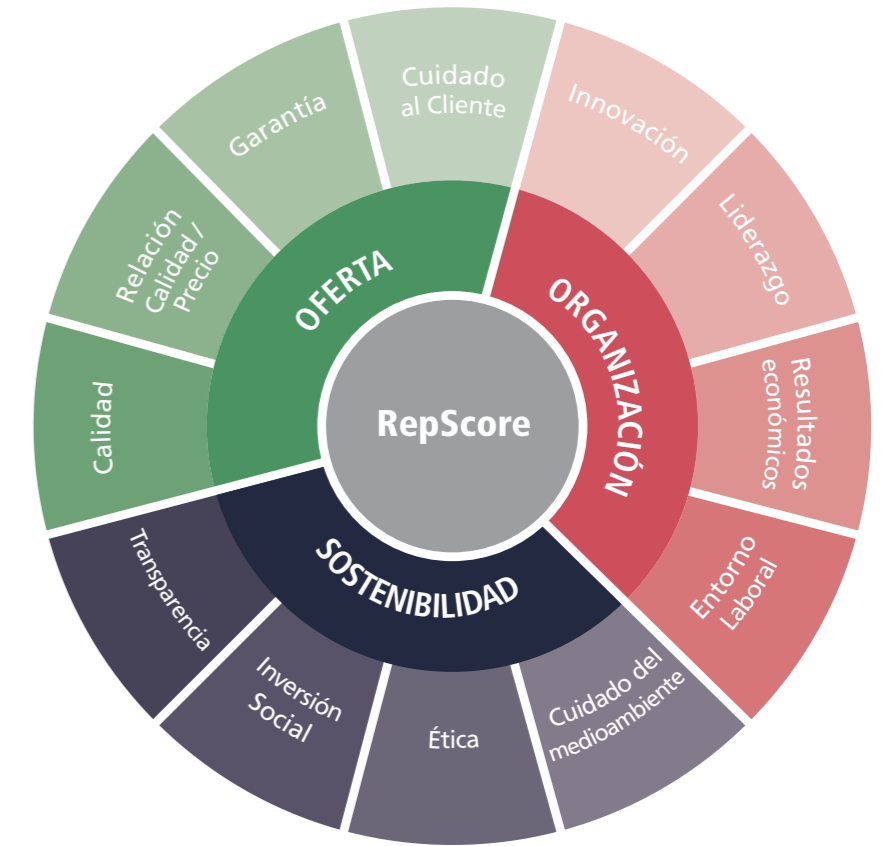 RepScore
OFERTA
Calidad
Relación
Calidad /
Precio
Garantía
Cuidado
al Cliente
ORGANIZACIÓN
Innovación
Liderazgo
Resultados
económicos
Entorno
Laboral
SOSTENIBILIDAD
Cuidado del
medioambiente
Ética
Inversión
Social
Transparencia